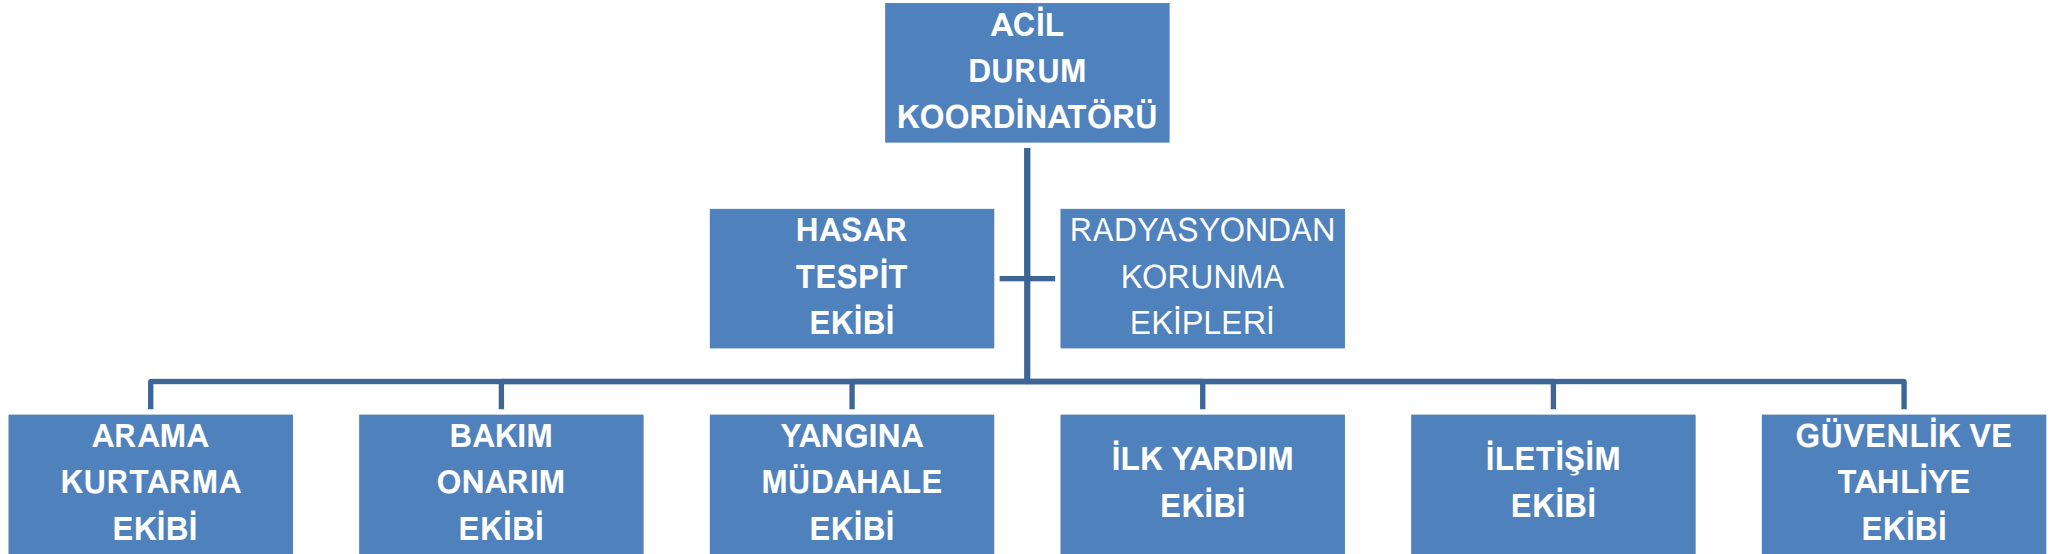 ACİL
DURUM
KOORDİNATÖRÜ
HASAR
TESPİT
EKİBİ
RADYASYONDAN
KORUNMA
EKİPLERİ
ARAMA
KURTARMA
EKİBİ
BAKIM
ONARIM
EKİBİ
YANGINA
MÜDAHALE
EKİBİ
İLK YARDIM
EKİBİ
İLETİŞİM
EKİBİ
GÜVENLİK VE
TAHLİYE
EKİBİ